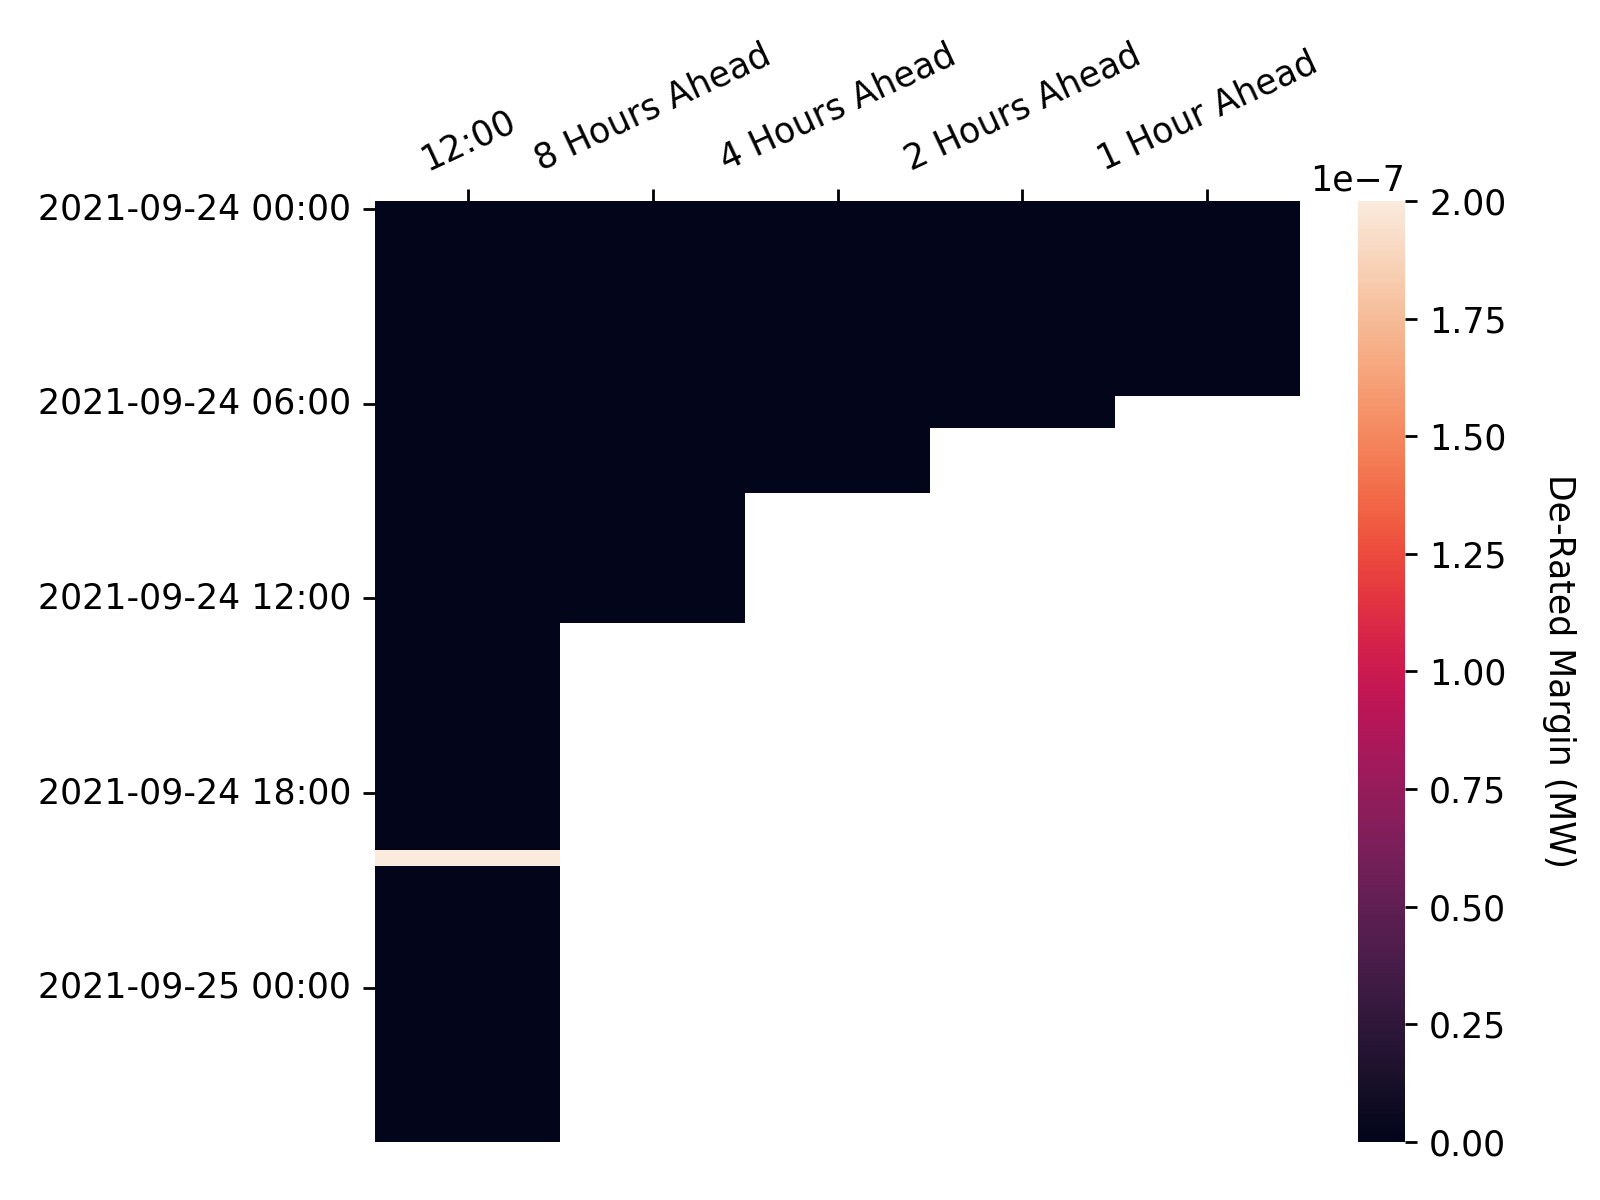 12:00
8 Hours Ahead
4 Hours Ahead
2 Hours Ahead
1 Hour Ahead
2021-09-24 00:00
2021-09-24 06:00
2021-09-24 12:00
2021-09-24 18:00
2021-09-25 00:00
1e−7
2.00
1.75
1.50
1.25
1.00
0.75
0.50
0.25
0.00
De-Rated Margin (MW)